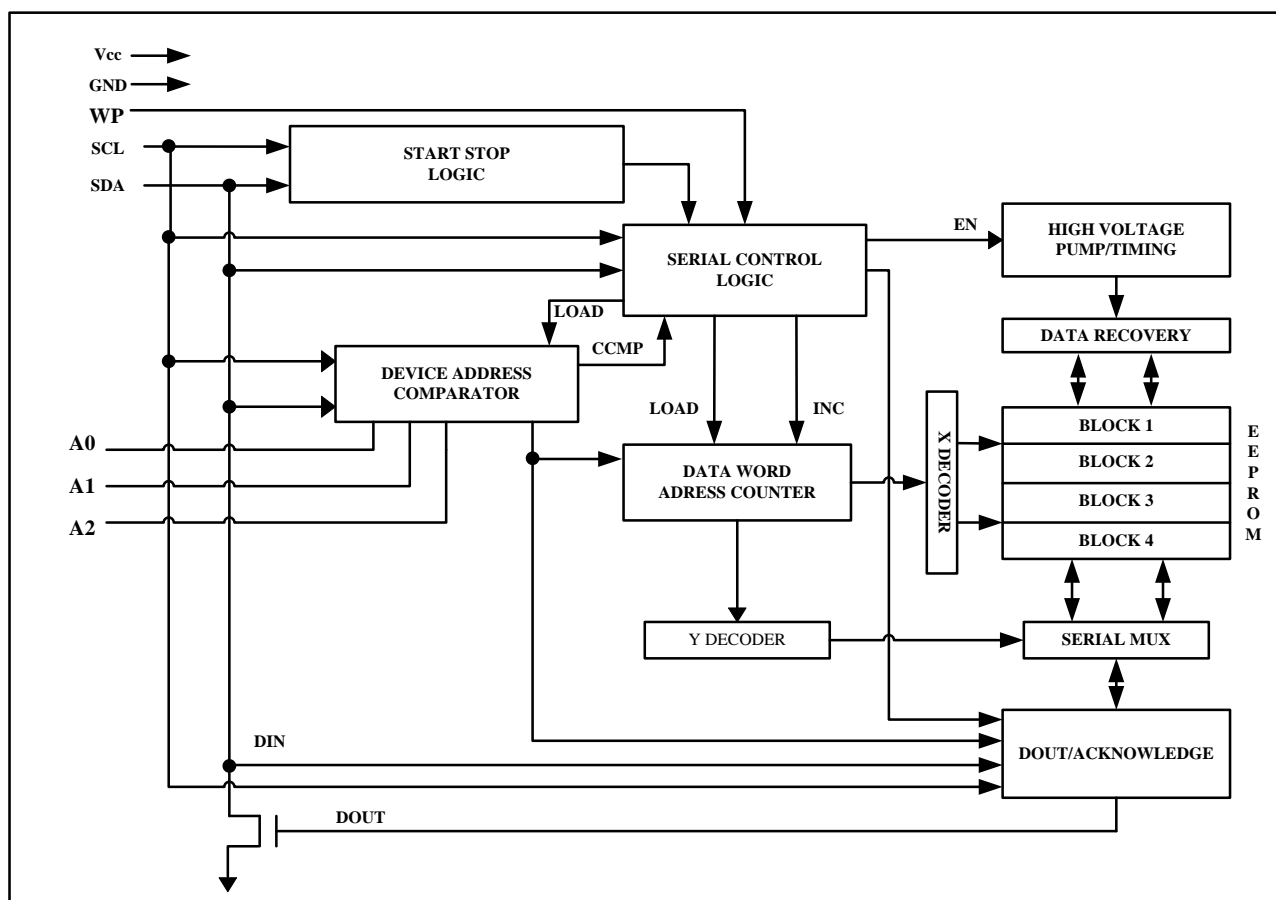 Vcc
GND
WP
SCL
SDA
START STOP
LOGIC
SERIAL CONTROL
LOGIC
EN
HIGH VOLTAGE
PUMP/TIMING
LOAD
CCMP
DATA RECOVERY
DEVICE ADDRESS
COMPARATOR
LOAD
INC
A0
A1
A2
DATA WORD
ADRESS COUNTER
X DECODER
BLOCK 1
BLOCK 2
BLOCK 3
BLOCK 4
EEPROM
Y DECODER
SERIAL MUX
DIN
DOUT/ACKNOWLEDGE
DOUT